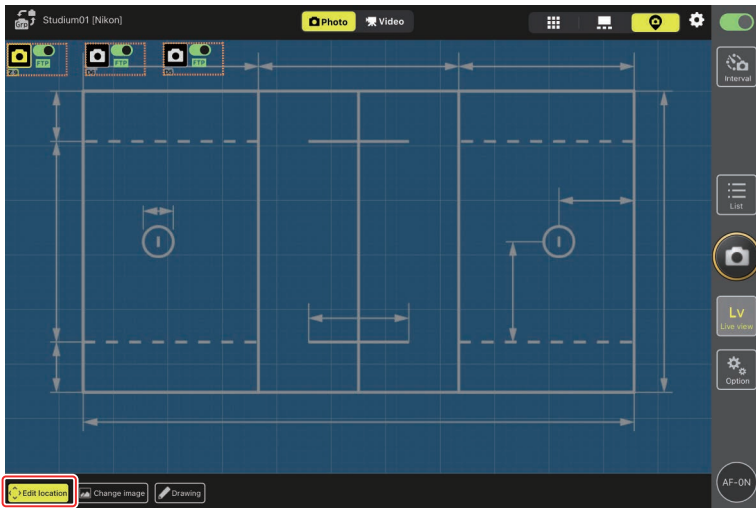 Grp
Studium01 [Nikon]
Photo
Video
FTP
FTP
FTP
Interval
List
Lv
Live view
Option
Edit location
Change image
Drawing
AF-ON